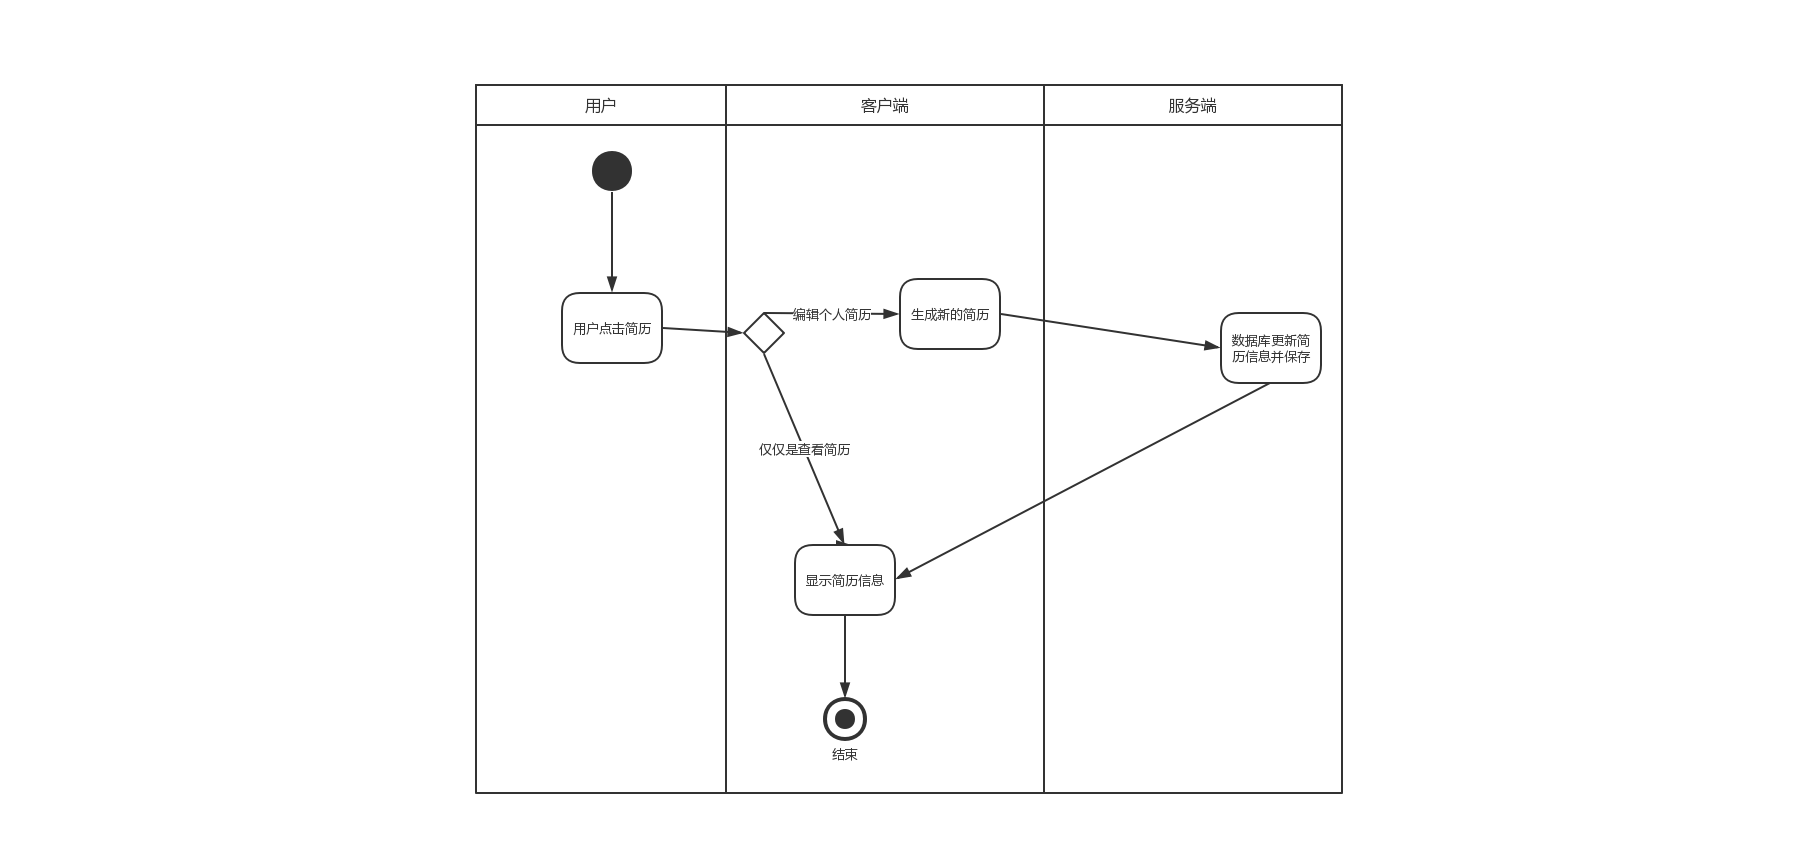 用户
客户端
服务端
用户点击简历
编辑个人简历
生成新的简历
数据库更新简
历信息并保存
仅仅是查看简历
显示简历信息
结束